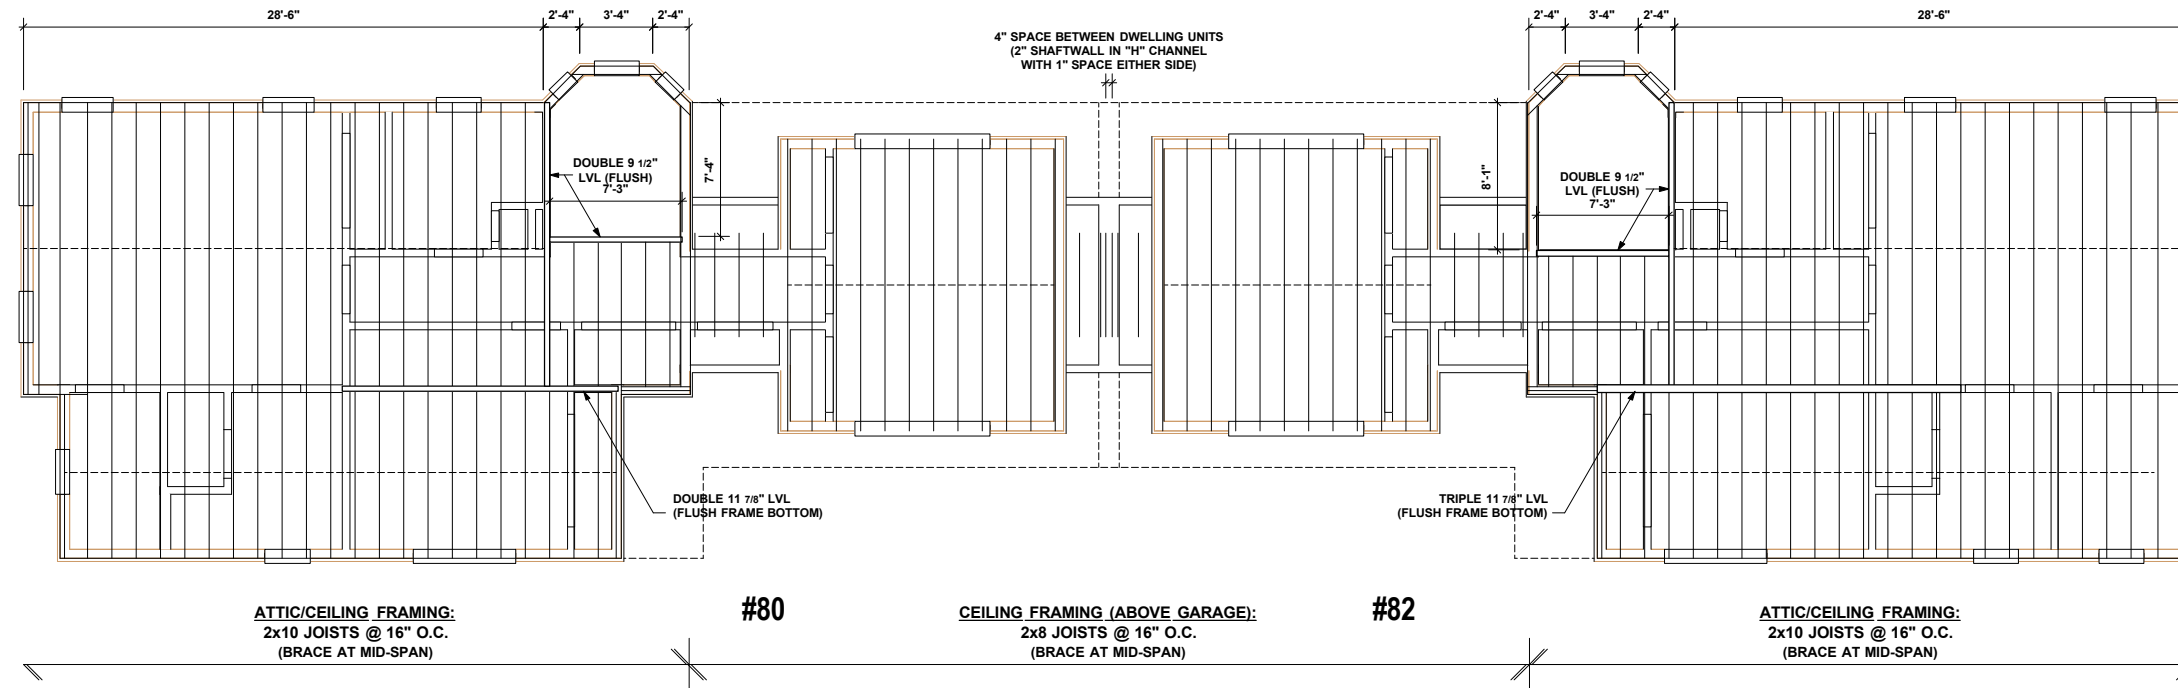 28'-6"
2'-4"
3'-4"
2'-4"
4" SPACE BETWEEN DWELLING UNITS
(2" SHAFTWALL IN "H" CHANNEL
WITH 1" SPACE EITHER SIDE)
2'-4"
3'-4"
2'-4"
28'-6"
DOUBLE 9 1/2"
LVL (FLUSH)
7'-3"
7'-4"
8'-1"
DOUBLE 9 1/2"
LVL (FLUSH)
7'-3"
DOUBLE 11 7/8" LVL
(FLUSH FRAME BOTTOM)
TRIPLE 11 7/8" LVL
(FLUSH FRAME BOTTOM)
ATTIC/CEILING FRAMING:
2x10 JOISTS @ 16" O.C.
(BRACE AT MID-SPAN)
#80
CEILING FRAMING (ABOVE GARAGE):
2x8 JOISTS @ 16" O.C.
(BRACE AT MID-SPAN)
#82
ATTIC/CEILING FRAMING:
2x10 JOISTS @ 16" O.C.
(BRACE AT MID-SPAN)